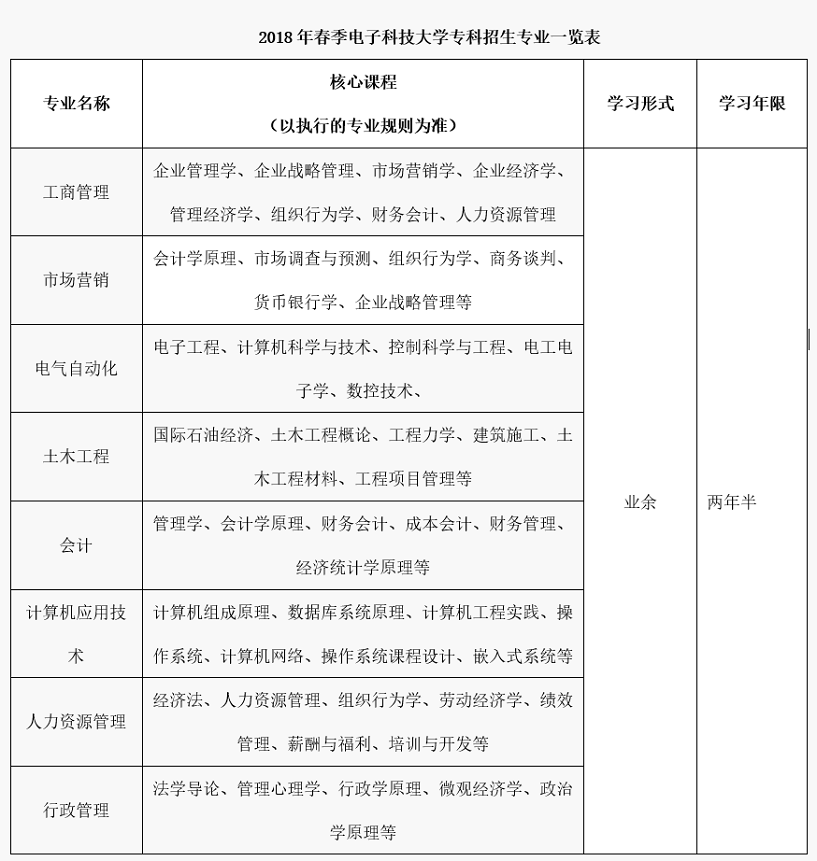 2018 年春季电子科技大学专科招生专业一览表
专业名称
核心课程
（以执行的专业规则为准）
学习形式
学习年限
工商管理
企业管理学、企业战略管理、市场营销学、企业经济学、
管理经济学、组织行为学、财务会计、人力资源管理
市场营销
会计学原理、市场调查与预测、组织行为学、商务谈判、
货币银行学、企业战略管理等
电气自动化
电子工程、计算机科学与技术、控制科学与工程、电工电
子学、数控技术、
土木工程
国际石油经济、土木工程概论、工程力学、建筑施工、土
木工程材料、工程项目管理等
会计
管理学、会计学原理、财务会计、成本会计、财务管理、
经济统计学原理等
计算机应用技
术
计算机组成原理、数据库系统原理、计算机工程实践、操
作系统、计算机网络、操作系统课程设计、嵌入式系统等
人力资源管理
经济法、人力资源管理、组织行为学、劳动经济学、绩效
管理、薪酬与福利、培训与开发等
行政管理
法学导论、管理心理学、行政学原理、微观经济学、政治
学原理等
业余
两年半